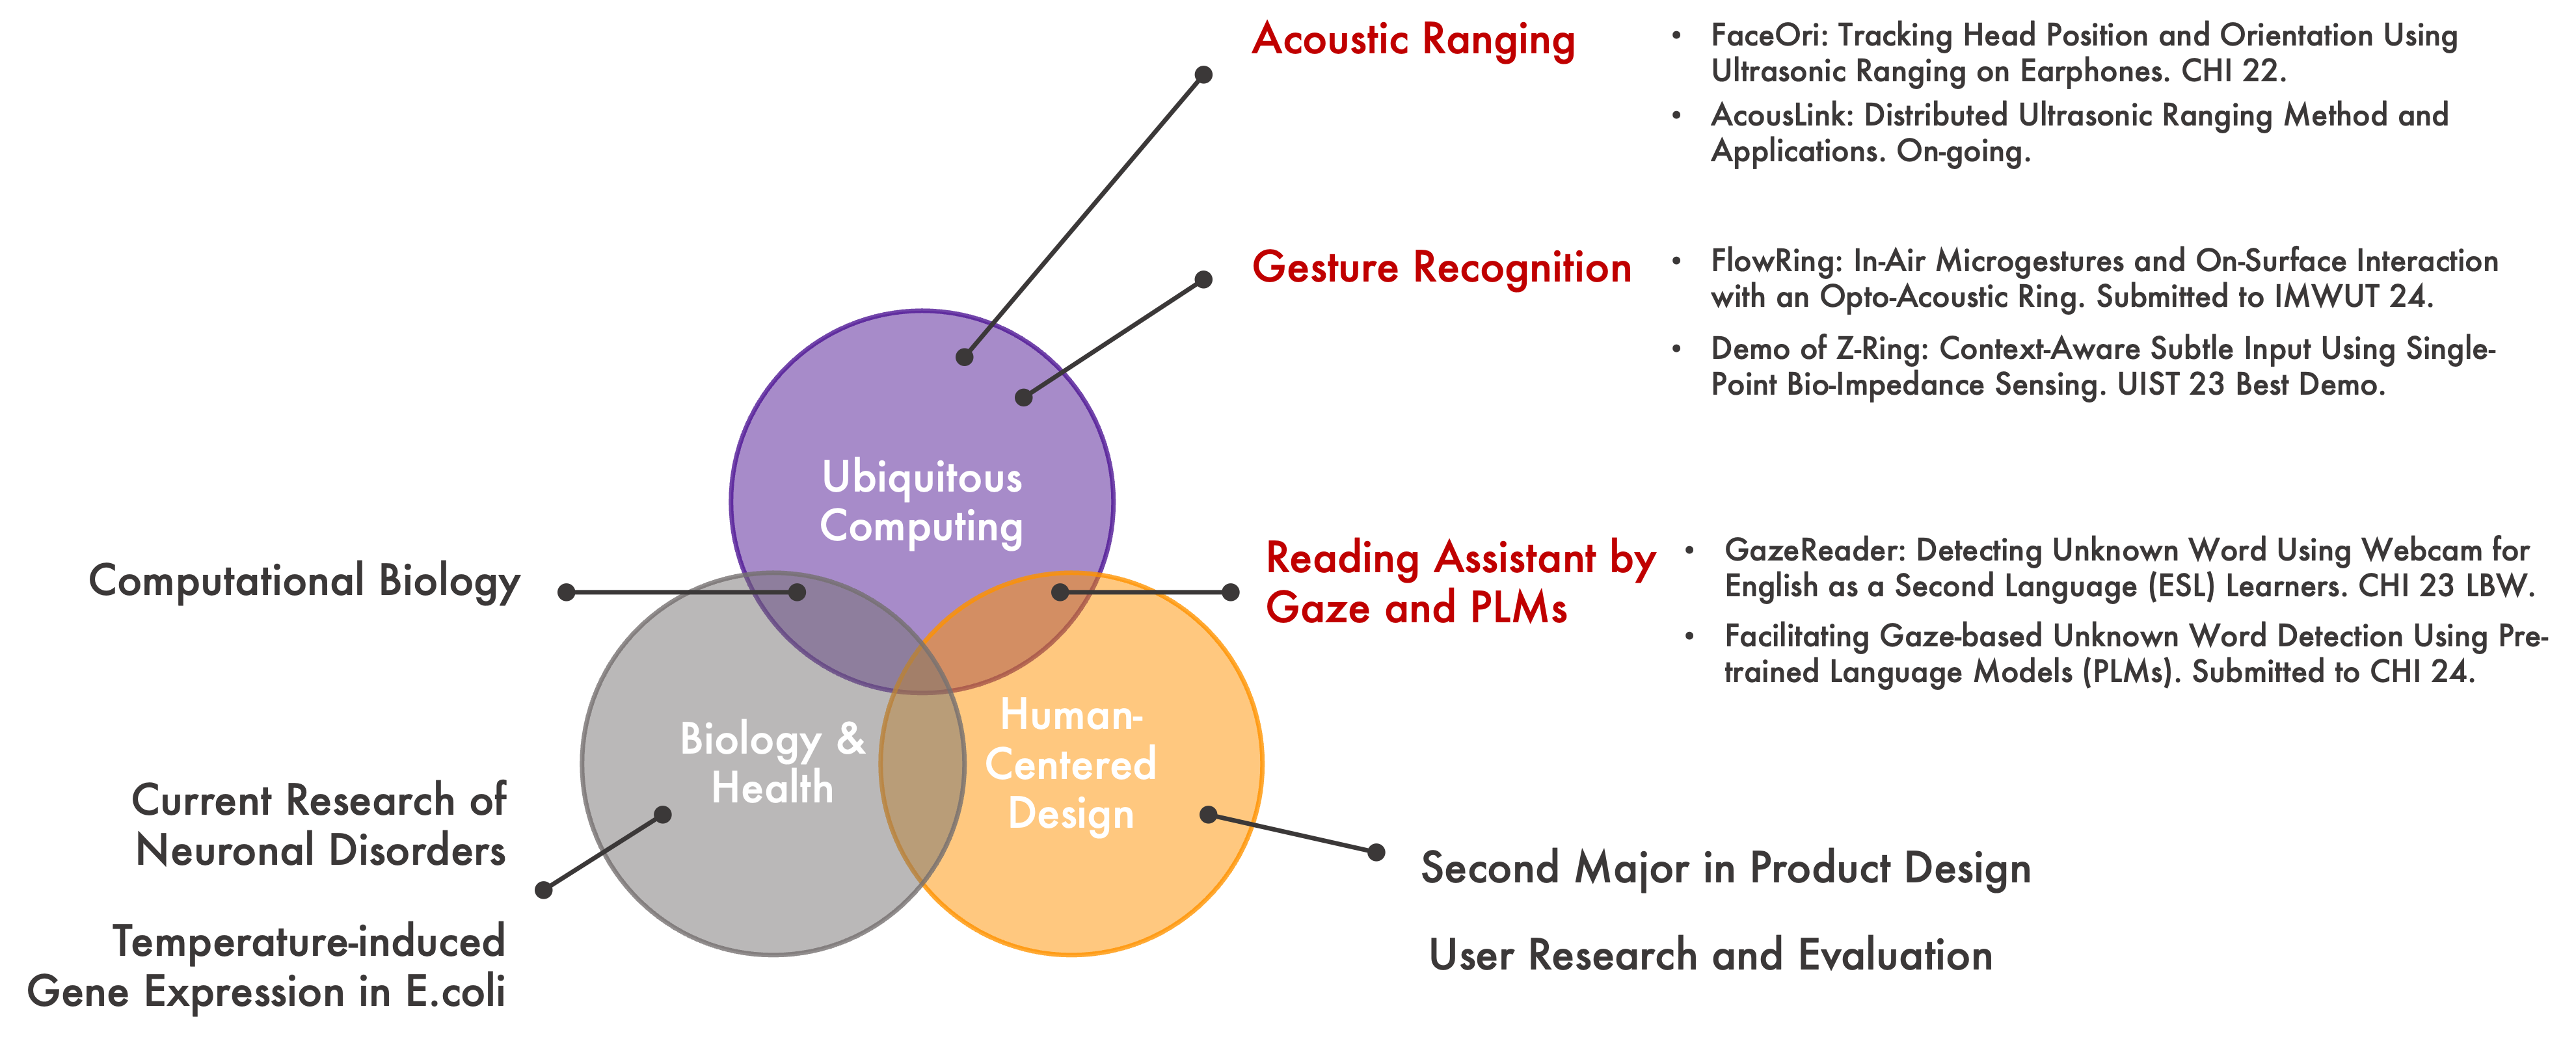 Acoustic Ranging
• FaceOri: Tracking Head Position and Orientation Using
Ultrasonic Ranging on Earphones. CHI 22.
• AcousLink: Distributed Ultrasonic Ranging Method and
Applications. On-going.
Gesture Recognition
• FlowRing: In-Air Microgestures and On-Surface Interaction
with an Opto-Acoustic Ring. Submitted to IMWUT 24.
• Demo of Z-Ring: Context-Aware Subtle Input Using Single-
Point Bio-Impedance Sensing. UIST 23 Best Demo.
Ubiquitous
Computing
Computational Biology
Reading Assistant by
Gaze and PLMs
• GazeReader: Detecting Unknown Word Using Webcam for
English as a Second Language (ESL) Learners. CHI 23 LBW.
• Facilitating Gaze-based Unknown Word Detection Using Pre-
trained Language Models (PLMs). Submitted to CHI 24.
Biology &
Health
Human-
Centered
Design
Current Research of
Neuronal Disorders
Temperature-induced
Gene Expression in E.coli
Second Major in Product Design
User Research and Evaluation